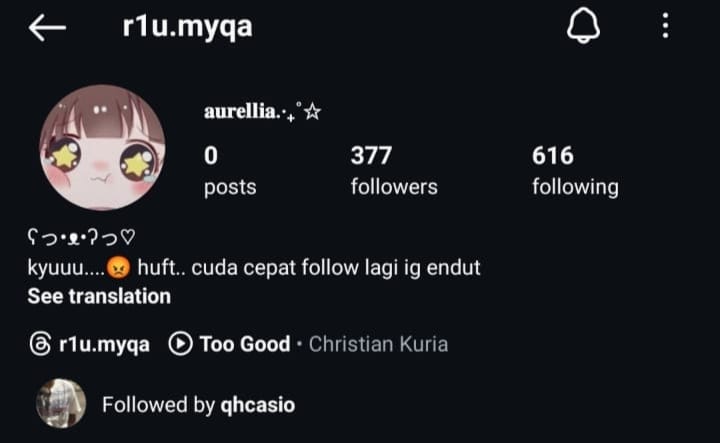 r1u.myqa
𝐚𝐮𝐫𝐞𝐥𝐥𝐢𝐚.·.₊˚☆
0 377 616
posts followers following
ʕっ•ᴥ•ʔっ♡
kyuuu....😡 huft.. cuda cepat follow lagi ig endut
See translation
r1u.myqa Too Good • Christian Kuria
Followed by qhcasio